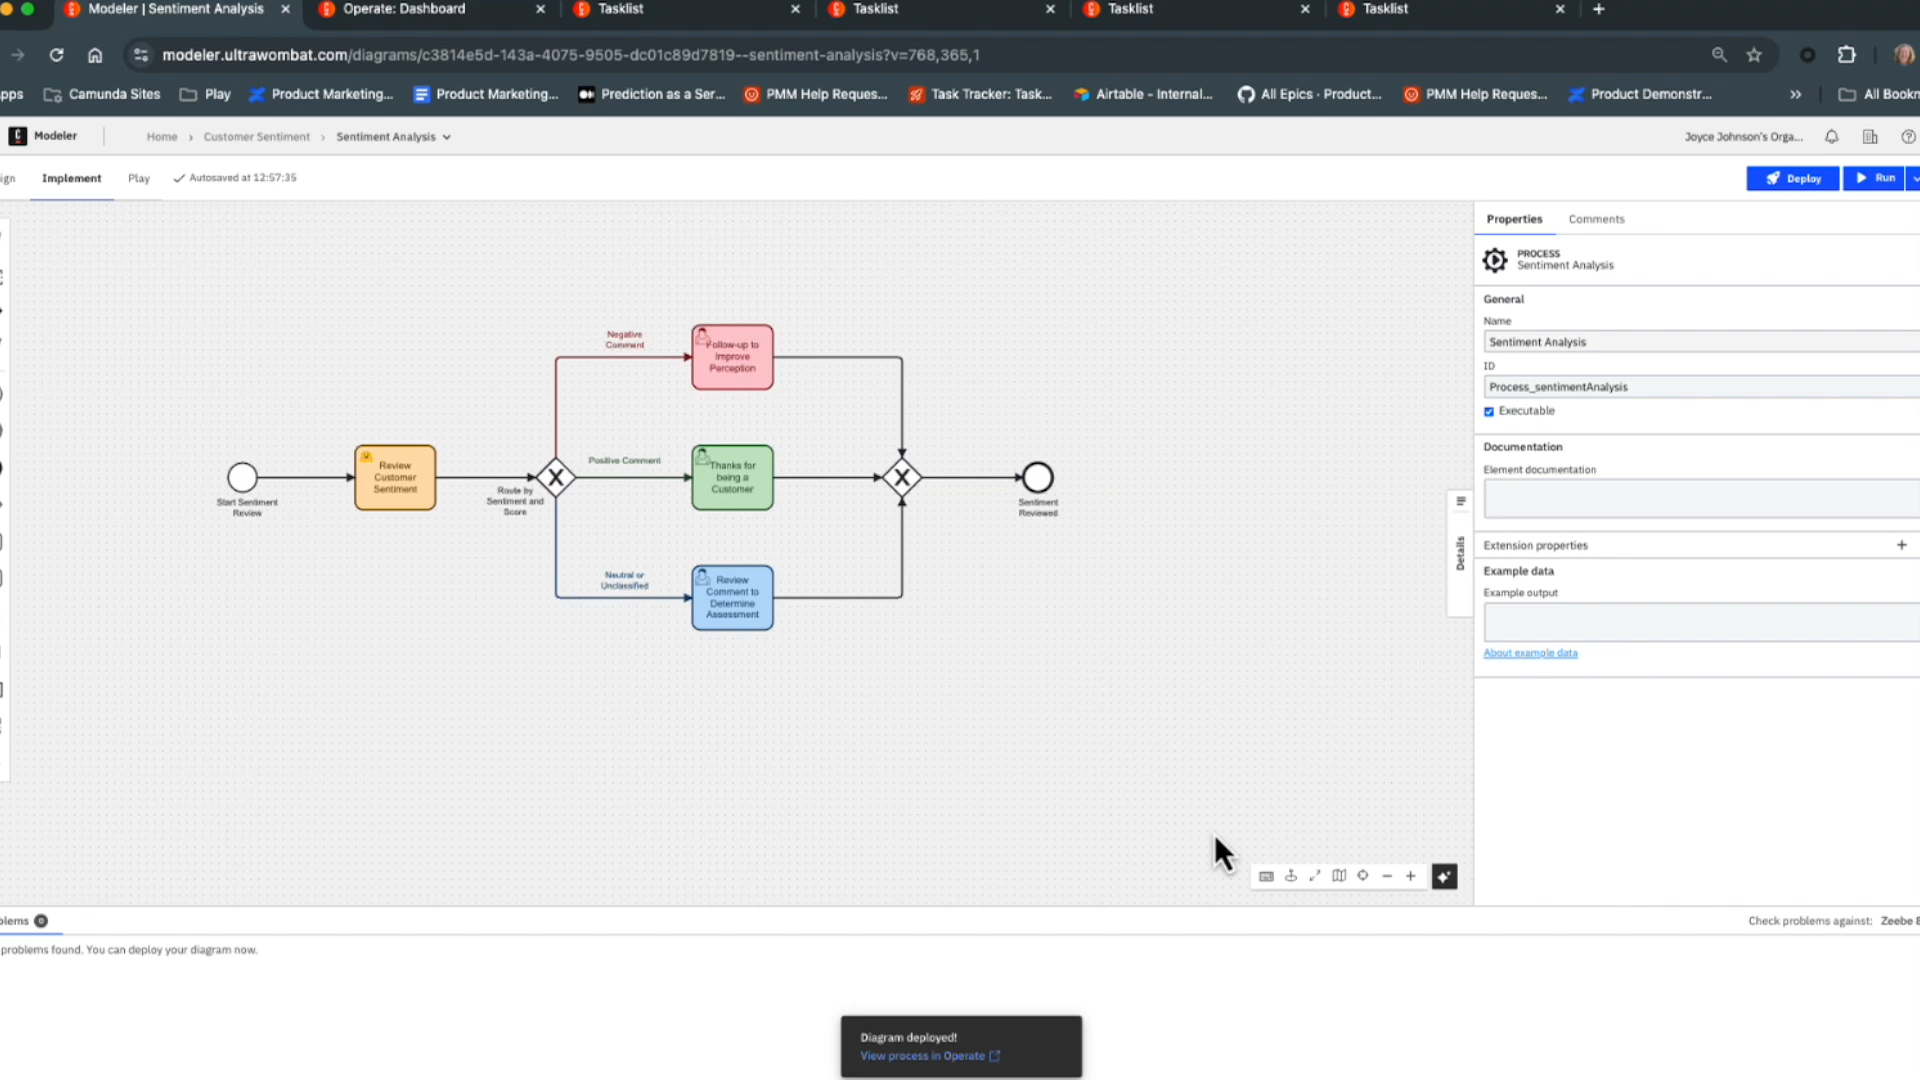 Modeler | Sentiment Analysis
Operate: Dashboard
Tasklist
Tasklist
Tasklist
Tasklist
modeler.ultrawombat.com/diagrams/c3814e5d-143a-4075-9505-dc01c89d7819--sentiment-analysis?v=768,365,1
pps
Camunda Sites
Play
Product Marketing...
Product Marketing...
Prediction as a Ser...
PMM Help Reques...
Task Tracker: Task...
Airtable - Internal...
All Epics · Product...
PMM Help Reques...
Product Demonstr...
»
All Bookn
Modeler
Home › Customer Sentiment › Sentiment Analysis
Joyce Johnson's Orga...
ign
Implement
Play
Autosaved at 12:57:35
Deploy
Run
Properties
Comments
PROCESS
Sentiment Analysis
General
Name
Sentiment Analysis
ID
Process_sentimentAnalysis
Executable
Documentation
Element documentation
Extension properties
Example data
Example output
About example data
Details
Start Sentiment
Review
Review
Customer
Sentiment
Route by
Sentiment and
Score
Negative
Comment
Follow-up to
Improve
Perception
Positive Comment
Thanks for
being a
Customer
Neutral or
Unclassified
Review
Comment to
Determine
Assessment
Sentiment
Reviewed
blems 0
Check problems against: Zeebe 8
problems found. You can deploy your diagram now.
Diagram deployed!
View process in Operate